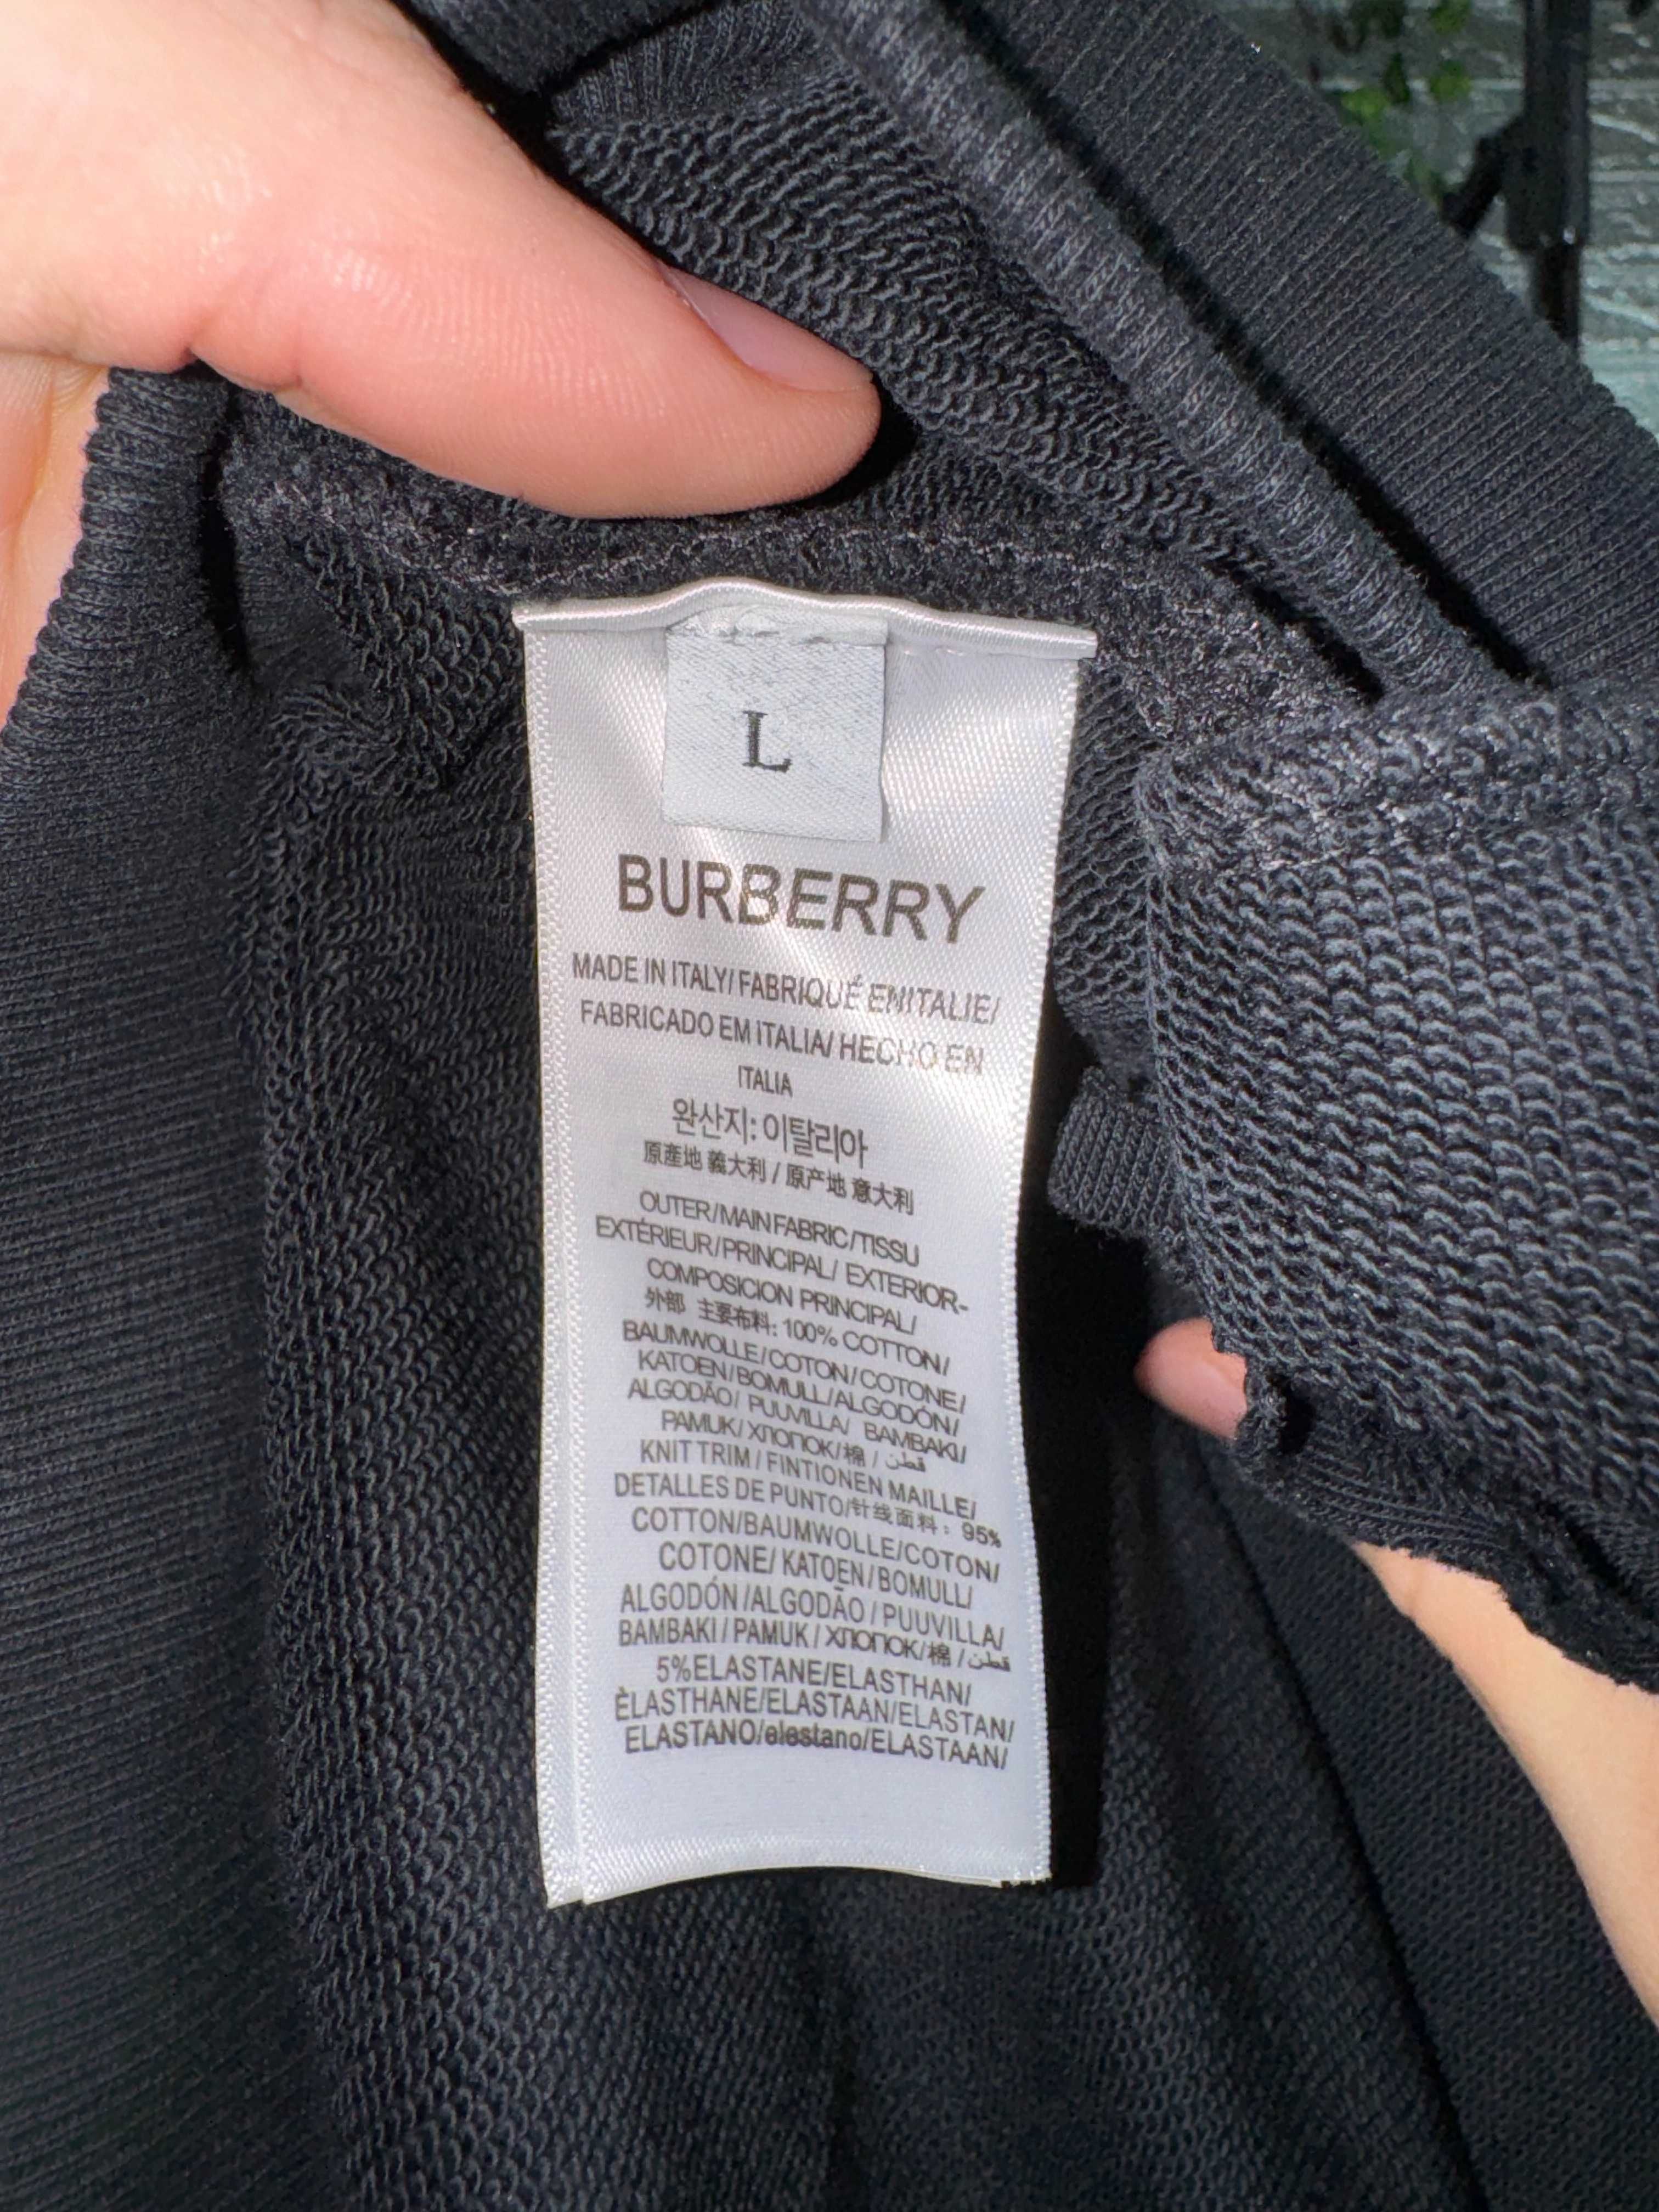 L
BURBERRY
MADE IN ITALY/ FABRIQUÉ ENITALIE/
FABRICADO EM ITALIA/ HECHO EN
ITALIA
완산지: 이탈리아
原產地 義大利 / 原产地 意大利
OUTER/MAIN FABRIC/TISSU
EXTÉRIEUR/PRINCIPAL/ EXTERIOR-
COMPOSICION PRINCIPAL/
外部 主要布料: 100% COTTON/
BAUMWOLLE/COTON/COTONE/
KATOEN/BOMULL/ALGODÓN/
ALGODÃO/ PUUVILLA/ BAMBAKI/
PAMUK/ ХЛОПОК/棉 / قطن
KNIT TRIM / FINTIONEN MAILLE/
DETALLES DE PUNTO/针线面料: 95%
COTTON/BAUMWOLLE/COTON/
COTONE/ KATOEN/BOMULL/
ALGODÓN /ALGODÃO / PUUVILLA/
BAMBAKI / PAMUK / ХЛОПОК/棉 / قطن
5%ELASTANE/ELASTHAN/
ÈLASTHANE/ELASTAAN/ELASTAN/
ELASTANO/elestano/ELASTAAN/